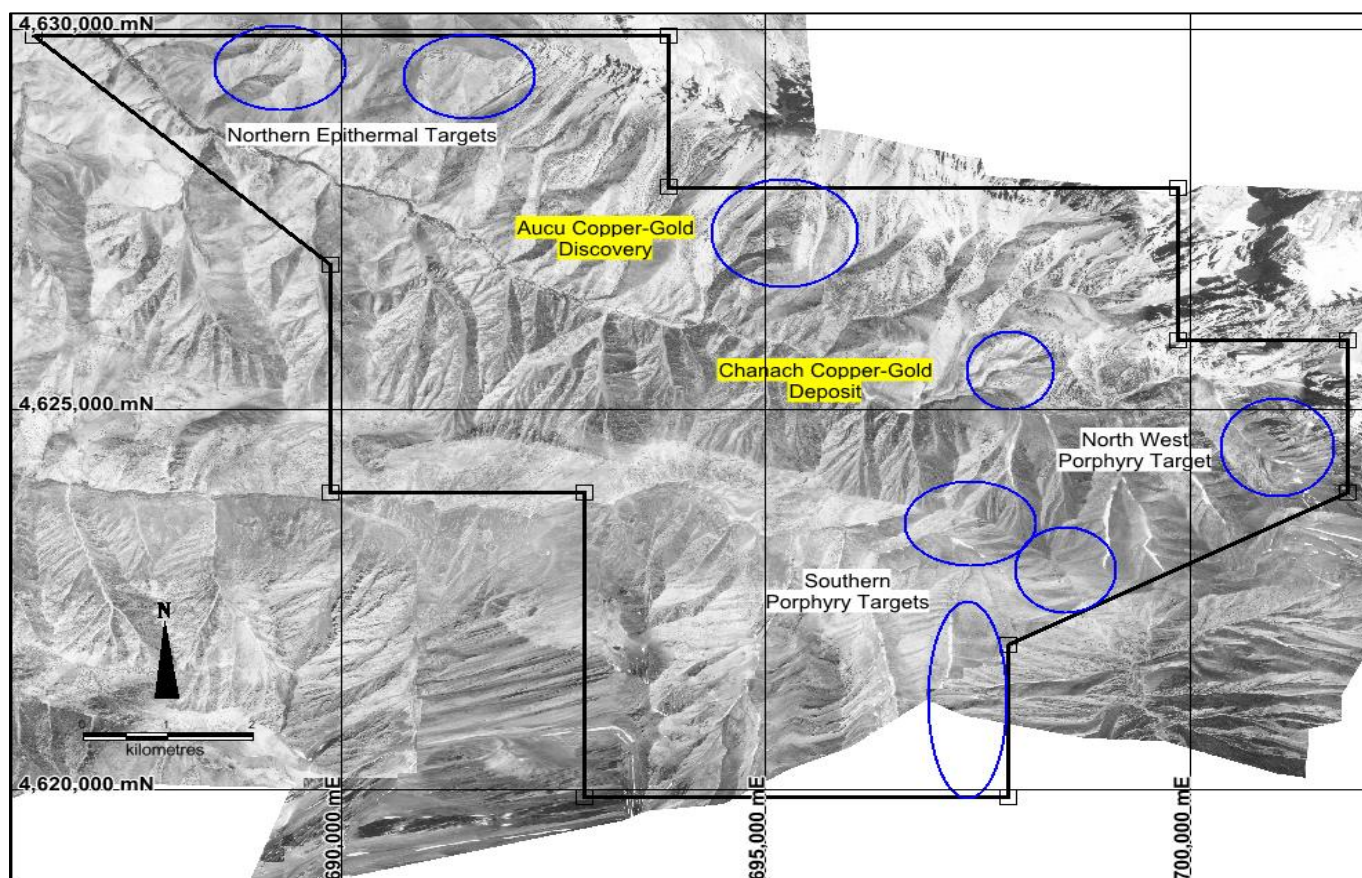 4,630,000 mN
Northern Epithermal Targets
Aucu Copper-Gold
Discovery
Chanach Copper-Gold
Deposit
4,625,000 mN
North West
Porphyry Target
Southern
Porphyry Targets
N
0 1 2
kilometres
4,620,000 mN
690,000 mE
695,000 mE
700,000 mE